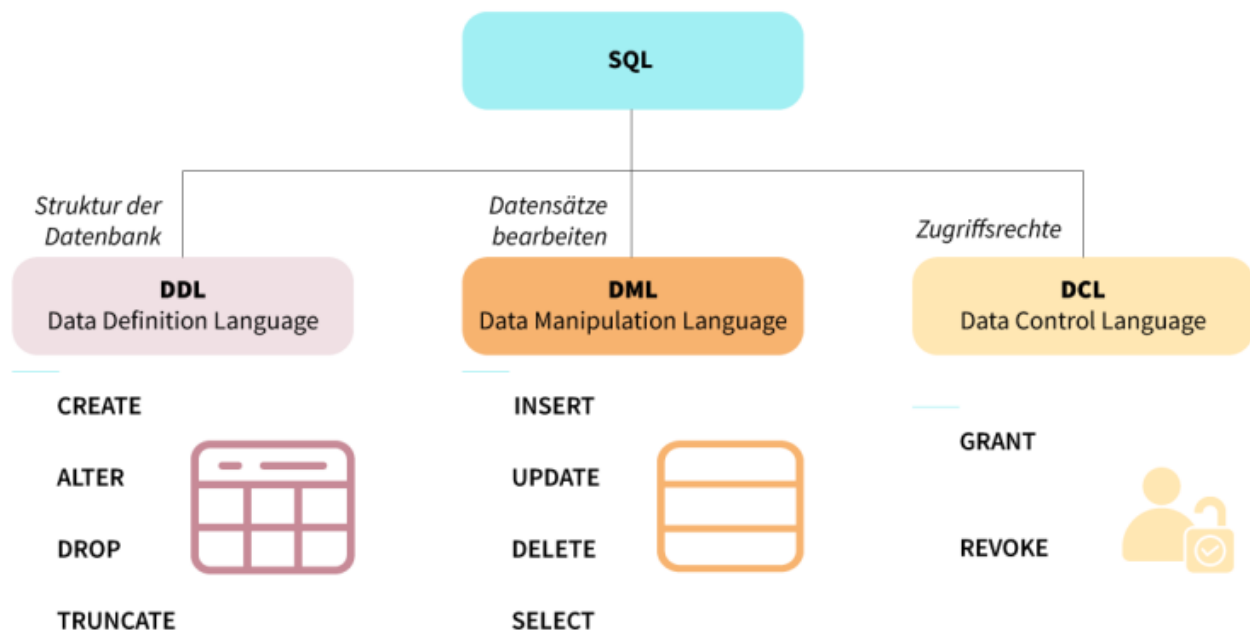 SQL
Struktur der
Datenbank
DDL
Data Definition Language
CREATE
ALTER
DROP
TRUNCATE
Datensätze
bearbeiten
DML
Data Manipulation Language
INSERT
UPDATE
DELETE
SELECT
Zugriffsrechte
DCL
Data Control Language
GRANT
REVOKE